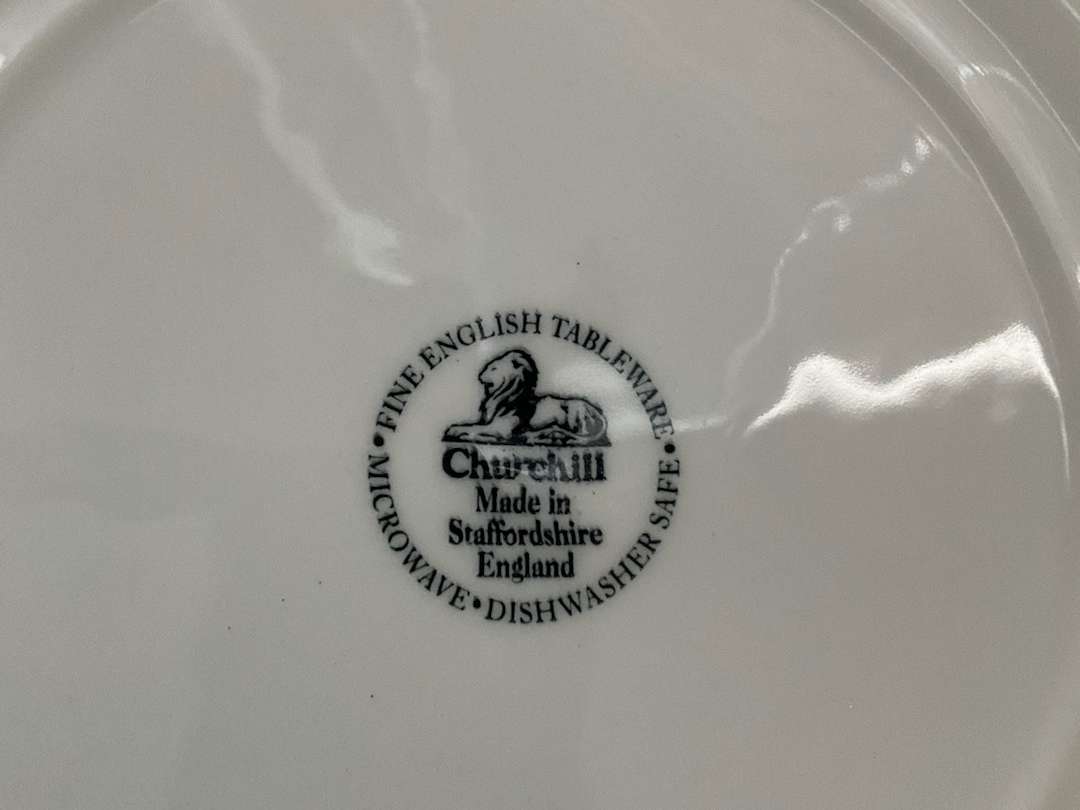 • FINE ENGLISH TABLEWARE •
Churchill
Made in
Staffordshire
England
MICROWAVE • DISHWASHER SAFE